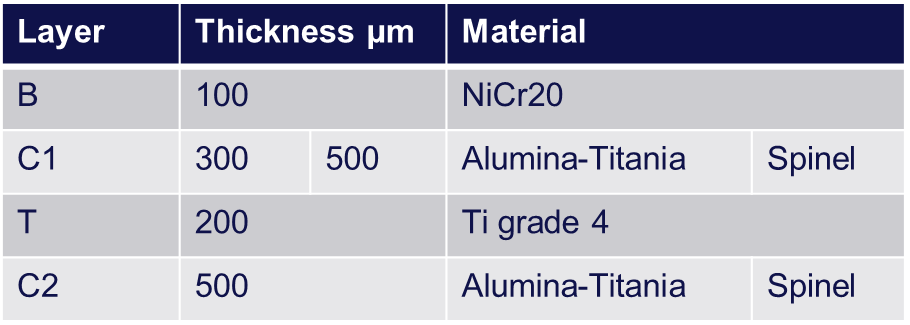 Layer Thickness µm Material
B 100 NiCr20
C1 300 500 Alumina-Titania Spinel
T 200 Ti grade 4
C2 500 Alumina-Titania Spinel